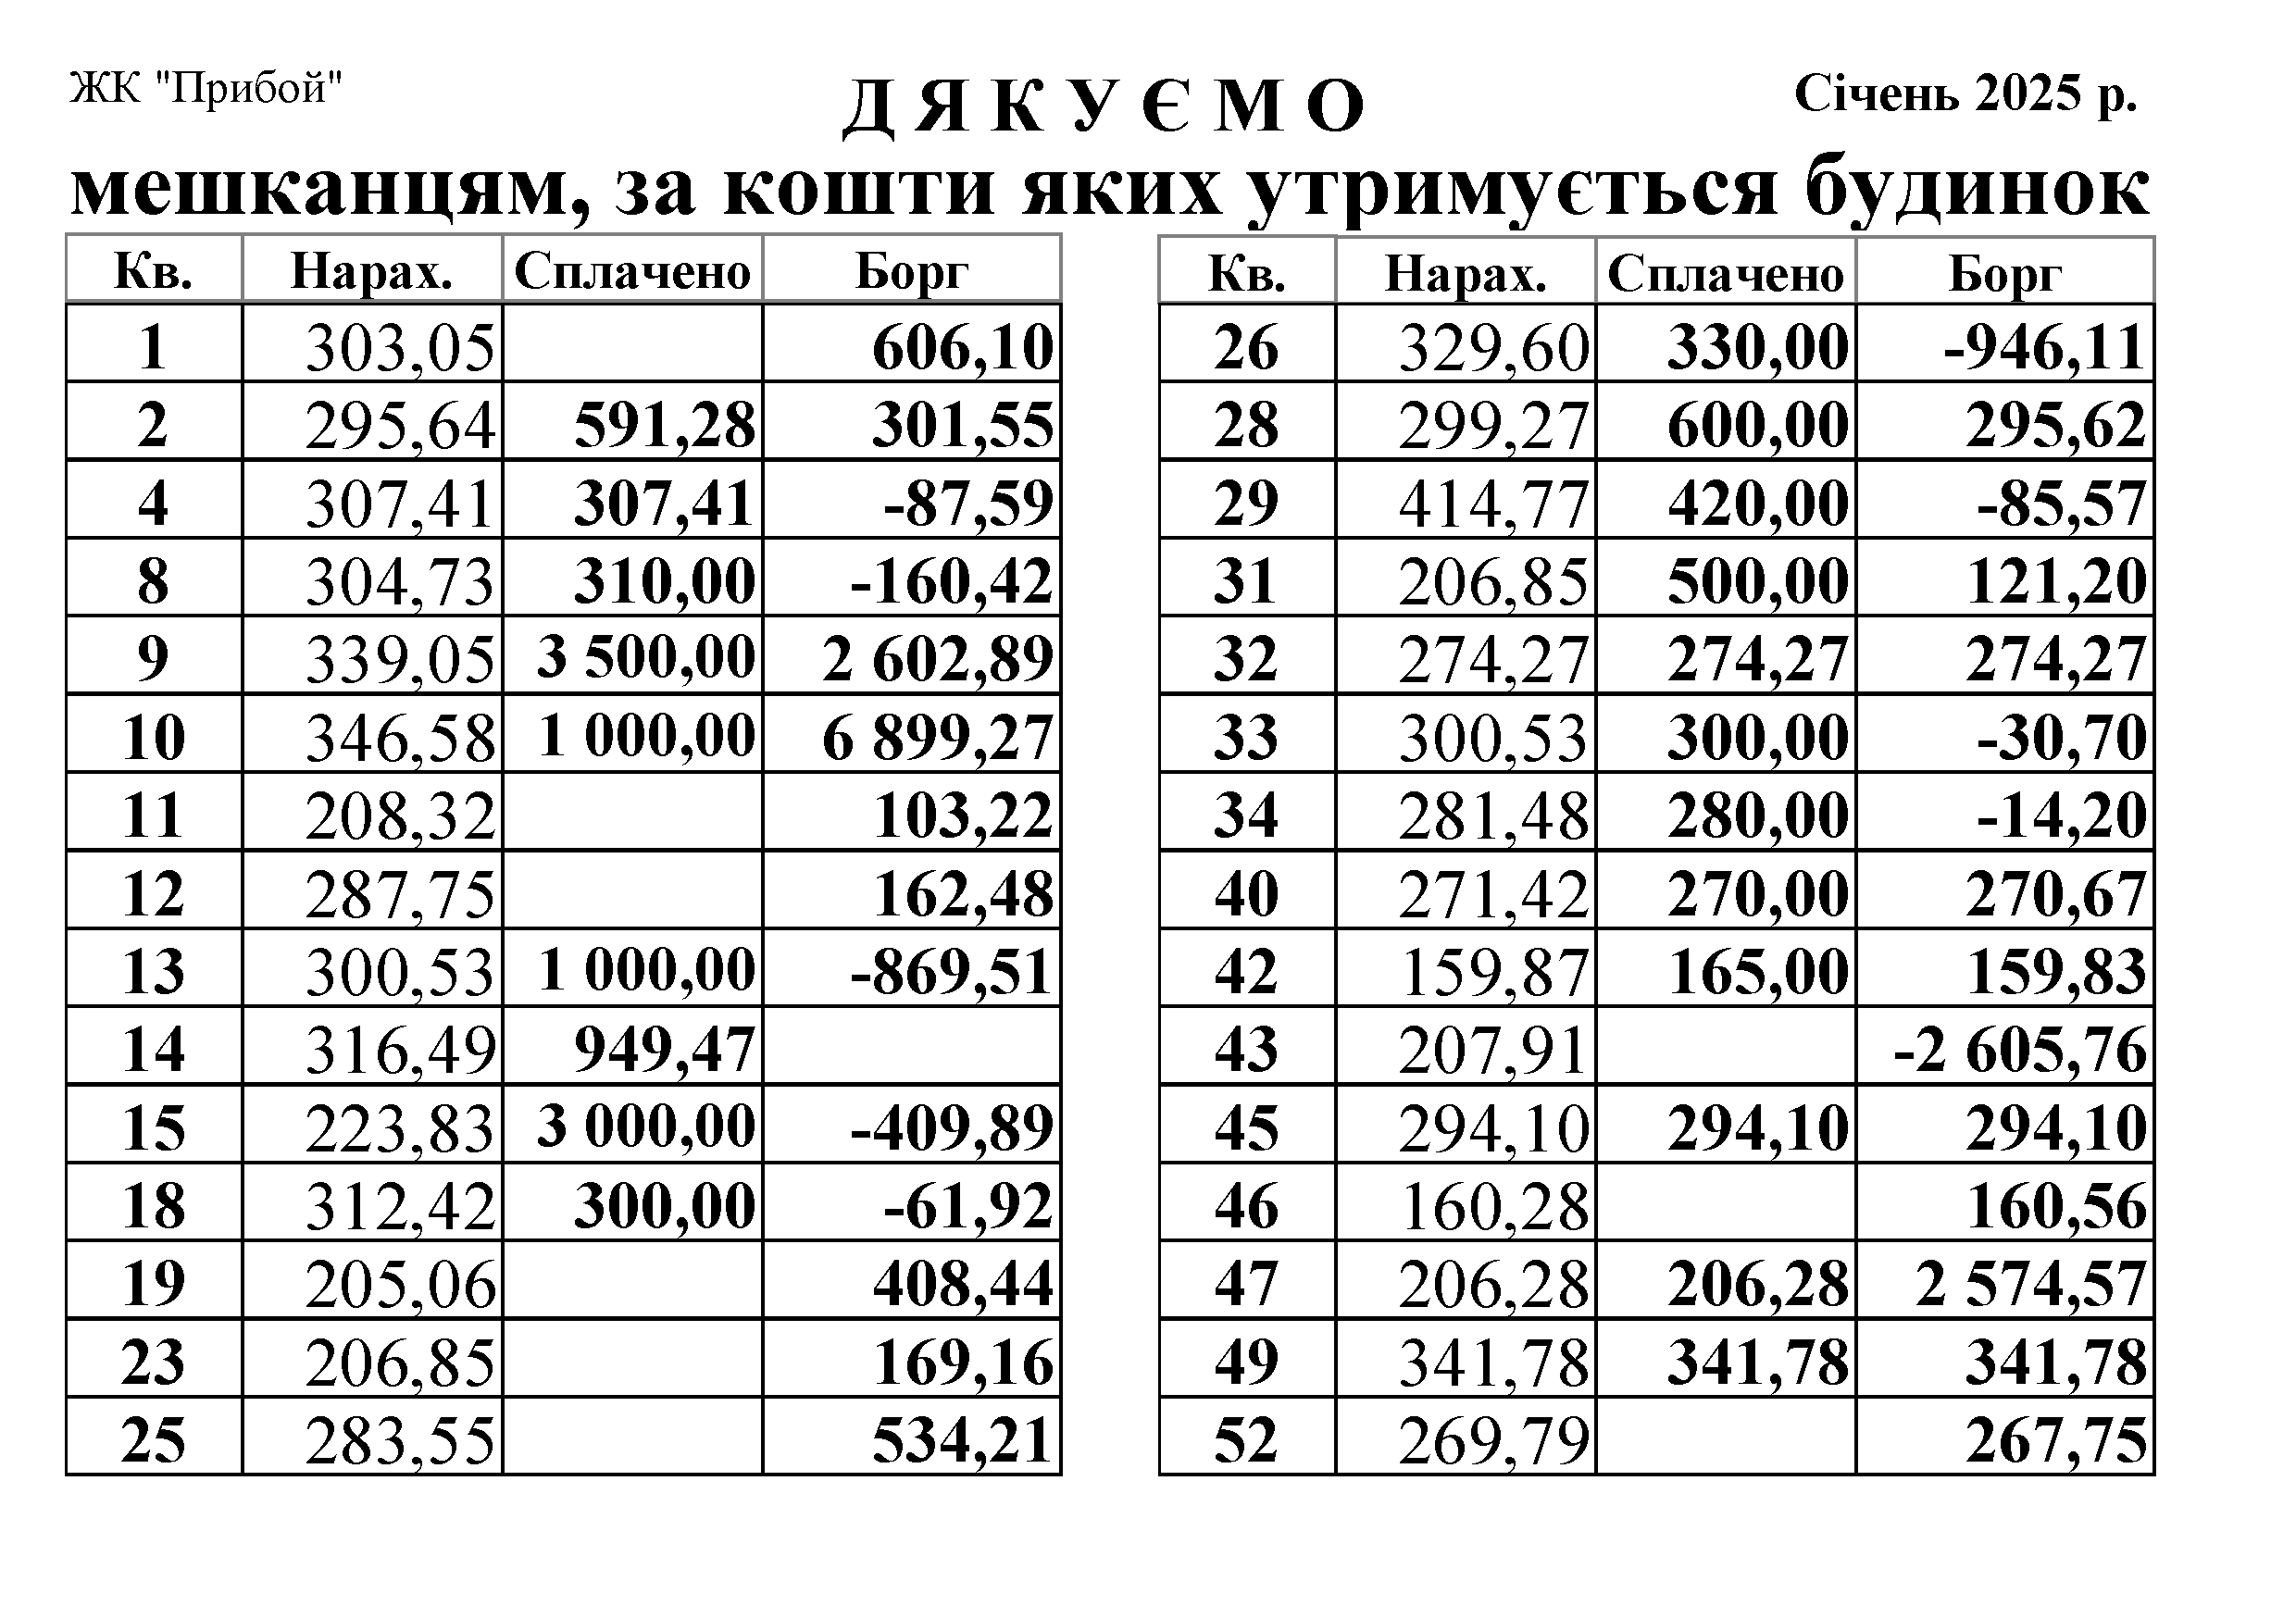 ЖК "Прибой"
Д Я К У Є М О
Січень 2025 р.
мешканцям, за кошти яких утримується будинок
Кв. Нарах. Сплачено Борг
1 303,05 606,10
2 295,64 591,28 301,55
4 307,41 307,41 -87,59
8 304,73 310,00 -160,42
9 339,05 3 500,00 2 602,89
10 346,58 1 000,00 6 899,27
11 208,32 103,22
12 287,75 162,48
13 300,53 1 000,00 -869,51
14 316,49 949,47
15 223,83 3 000,00 -409,89
18 312,42 300,00 -61,92
19 205,06 408,44
23 206,85 169,16
25 283,55 534,21
Кв. Нарах. Сплачено Борг
26 329,60 330,00 -946,11
28 299,27 600,00 295,62
29 414,77 420,00 -85,57
31 206,85 500,00 121,20
32 274,27 274,27 274,27
33 300,53 300,00 -30,70
34 281,48 280,00 -14,20
40 271,42 270,00 270,67
42 159,87 165,00 159,83
43 207,91 -2 605,76
45 294,10 294,10 294,10
46 160,28 160,56
47 206,28 206,28 2 574,57
49 341,78 341,78 341,78
52 269,79 267,75